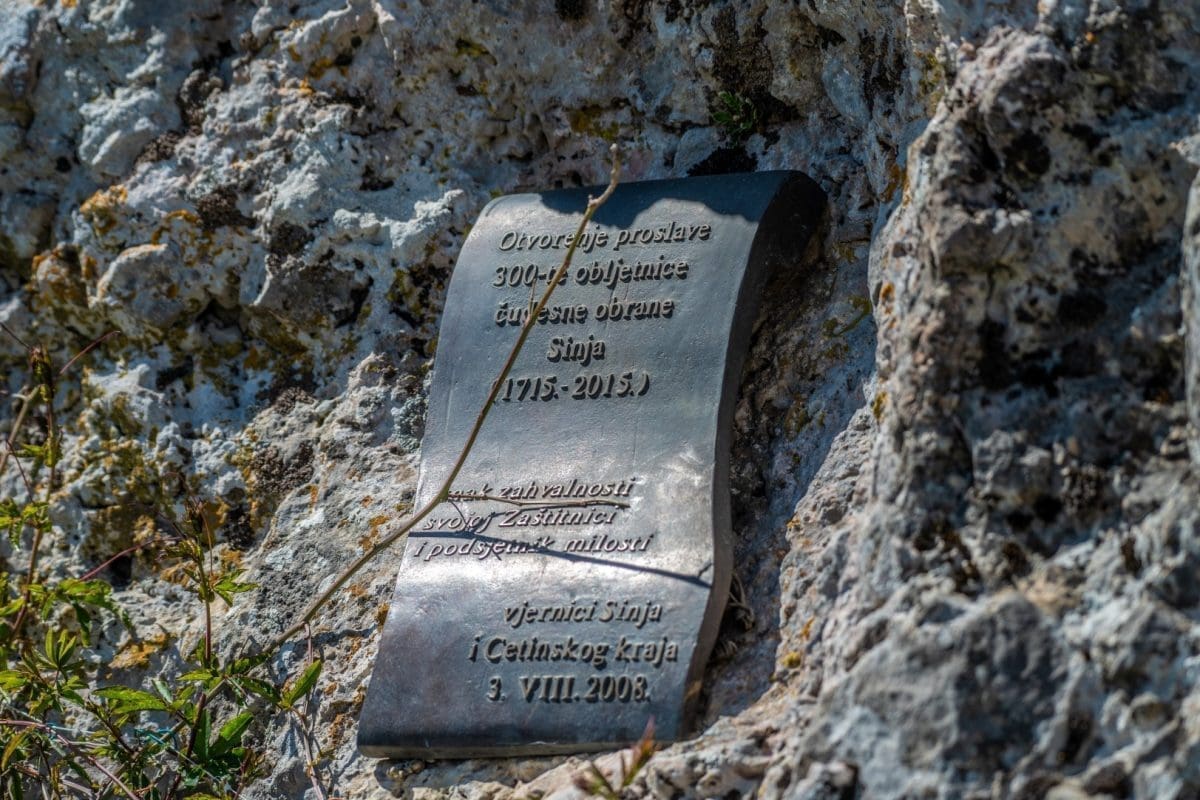 Otvorenje proslave
300-te obljetnice
čudesne obrane
Sinja
(1715.-2015.)
znak zahvalnosti
svojoj Zaštitnici
i podsjetnik milosti
vjernici Sinja
i Cetinskog kraja
3. VIII. 2008.